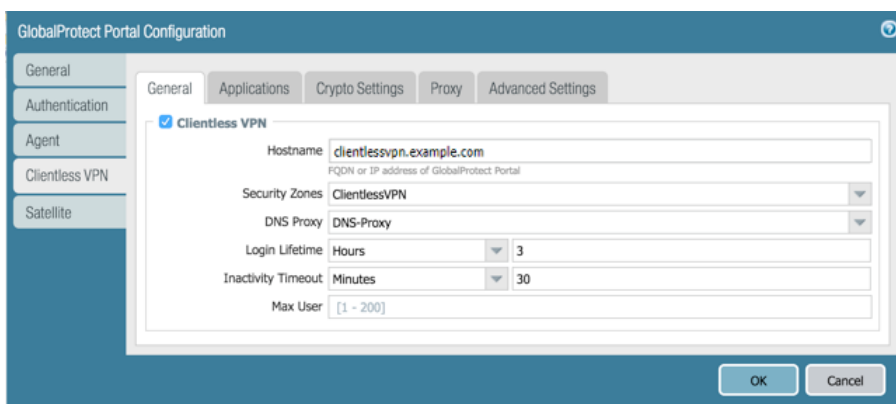 GlobalProtect Portal Configuration
General
Authentication
Agent
Clientless VPN
Satellite
General Applications Crypto Settings Proxy Advanced Settings
Clientless VPN
Hostname clientlessvpn.example.com
FQDN or IP address of GlobalProtect Portal
Security Zones ClientlessVPN
DNS Proxy DNS-Proxy
Login Lifetime Hours 3
Inactivity Timeout Minutes 30
Max User [1 - 200]
OK Cancel